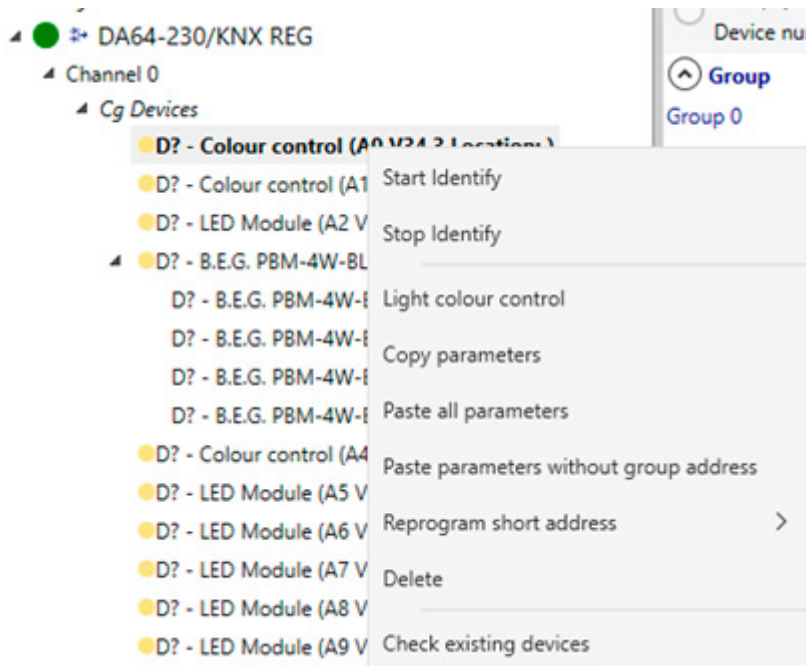 DA64-230/KNX REG
Channel 0
Cg Devices
D? - Colour control (A0 V34.3 Location: )
D? - Colour control (A1
D? - LED Module (A2 V
D? - B.E.G. PBM-4W-BL
D? - B.E.G. PBM-4W-B
D? - B.E.G. PBM-4W-B
D? - B.E.G. PBM-4W-B
D? - B.E.G. PBM-4W-B
D? - Colour control (A4
D? - LED Module (A5 V
D? - LED Module (A6 V
D? - LED Module (A7 V
D? - LED Module (A8 V
D? - LED Module (A9 V
Start Identify
Stop Identify
Light colour control
Copy parameters
Paste all parameters
Paste parameters without group address
Reprogram short address
Delete
Check existing devices
Device nu
Group
Group 0